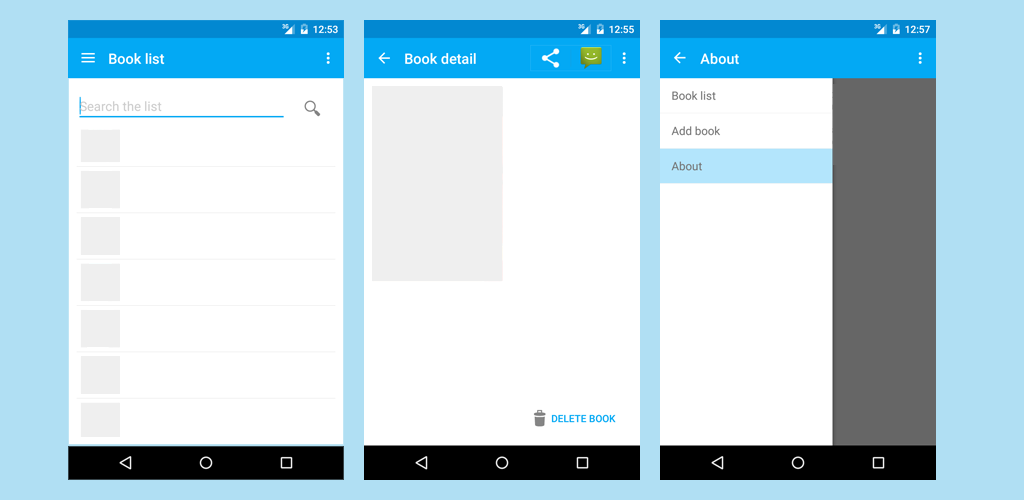 3G 12:53
Book list
Search the list
3G 12:55
Book detail
DELETE BOOK
3G 12:57
About
Book list
Add book
About